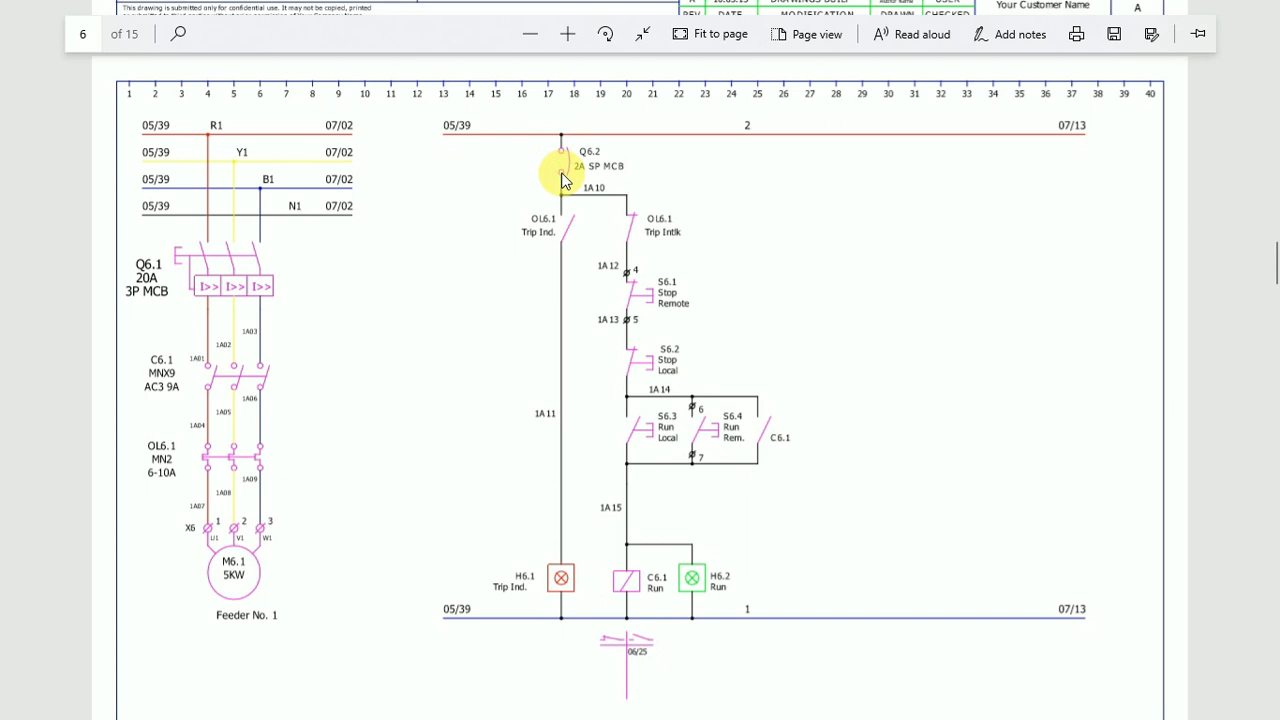 This drawing is submitted only for confidential use. It may not be copied, printed
Your Customer Name
A
REV
DATE
MODIFICATION
DRAWN
CHECKED
6 of 15
Fit to page
Page view
Read aloud
Add notes
1 2 3 4 5 6 7 8 9 10 11 12 13 14 15 16 17 18 19 20 21 22 23 24 25 26 27 28 29 30 31 32 33 34 35 36 37 38 39 40
05/39 R1 07/02
05/39 Y1 07/02
05/39 B1 07/02
05/39 N1 07/02
Q6.1
20A
3P MCB
I>> I>> I>>
1A03
1A02
1A01
C6.1
MNX9
AC3 9A
1A06
1A05
1A04
OL6.1
MN2
6-10A
1A09
1A08
1A07
X6 1 2 3
U1 V1 W1
M6.1
5KW
Feeder No. 1
05/39 2 07/13
Q6.2
2A SP MCB
1A10
OL6.1
Trip Ind.
OL6.1
Trip Intlk
1A12 4
S6.1
Stop
Remote
1A13 5
S6.2
Stop
Local
1A14
6
S6.3
Run
Local
S6.4
Run
Rem.
C6.1
7
1A11
1A15
H6.1
Trip Ind.
C6.1
Run
H6.2
Run
05/39 1 07/13
06/25